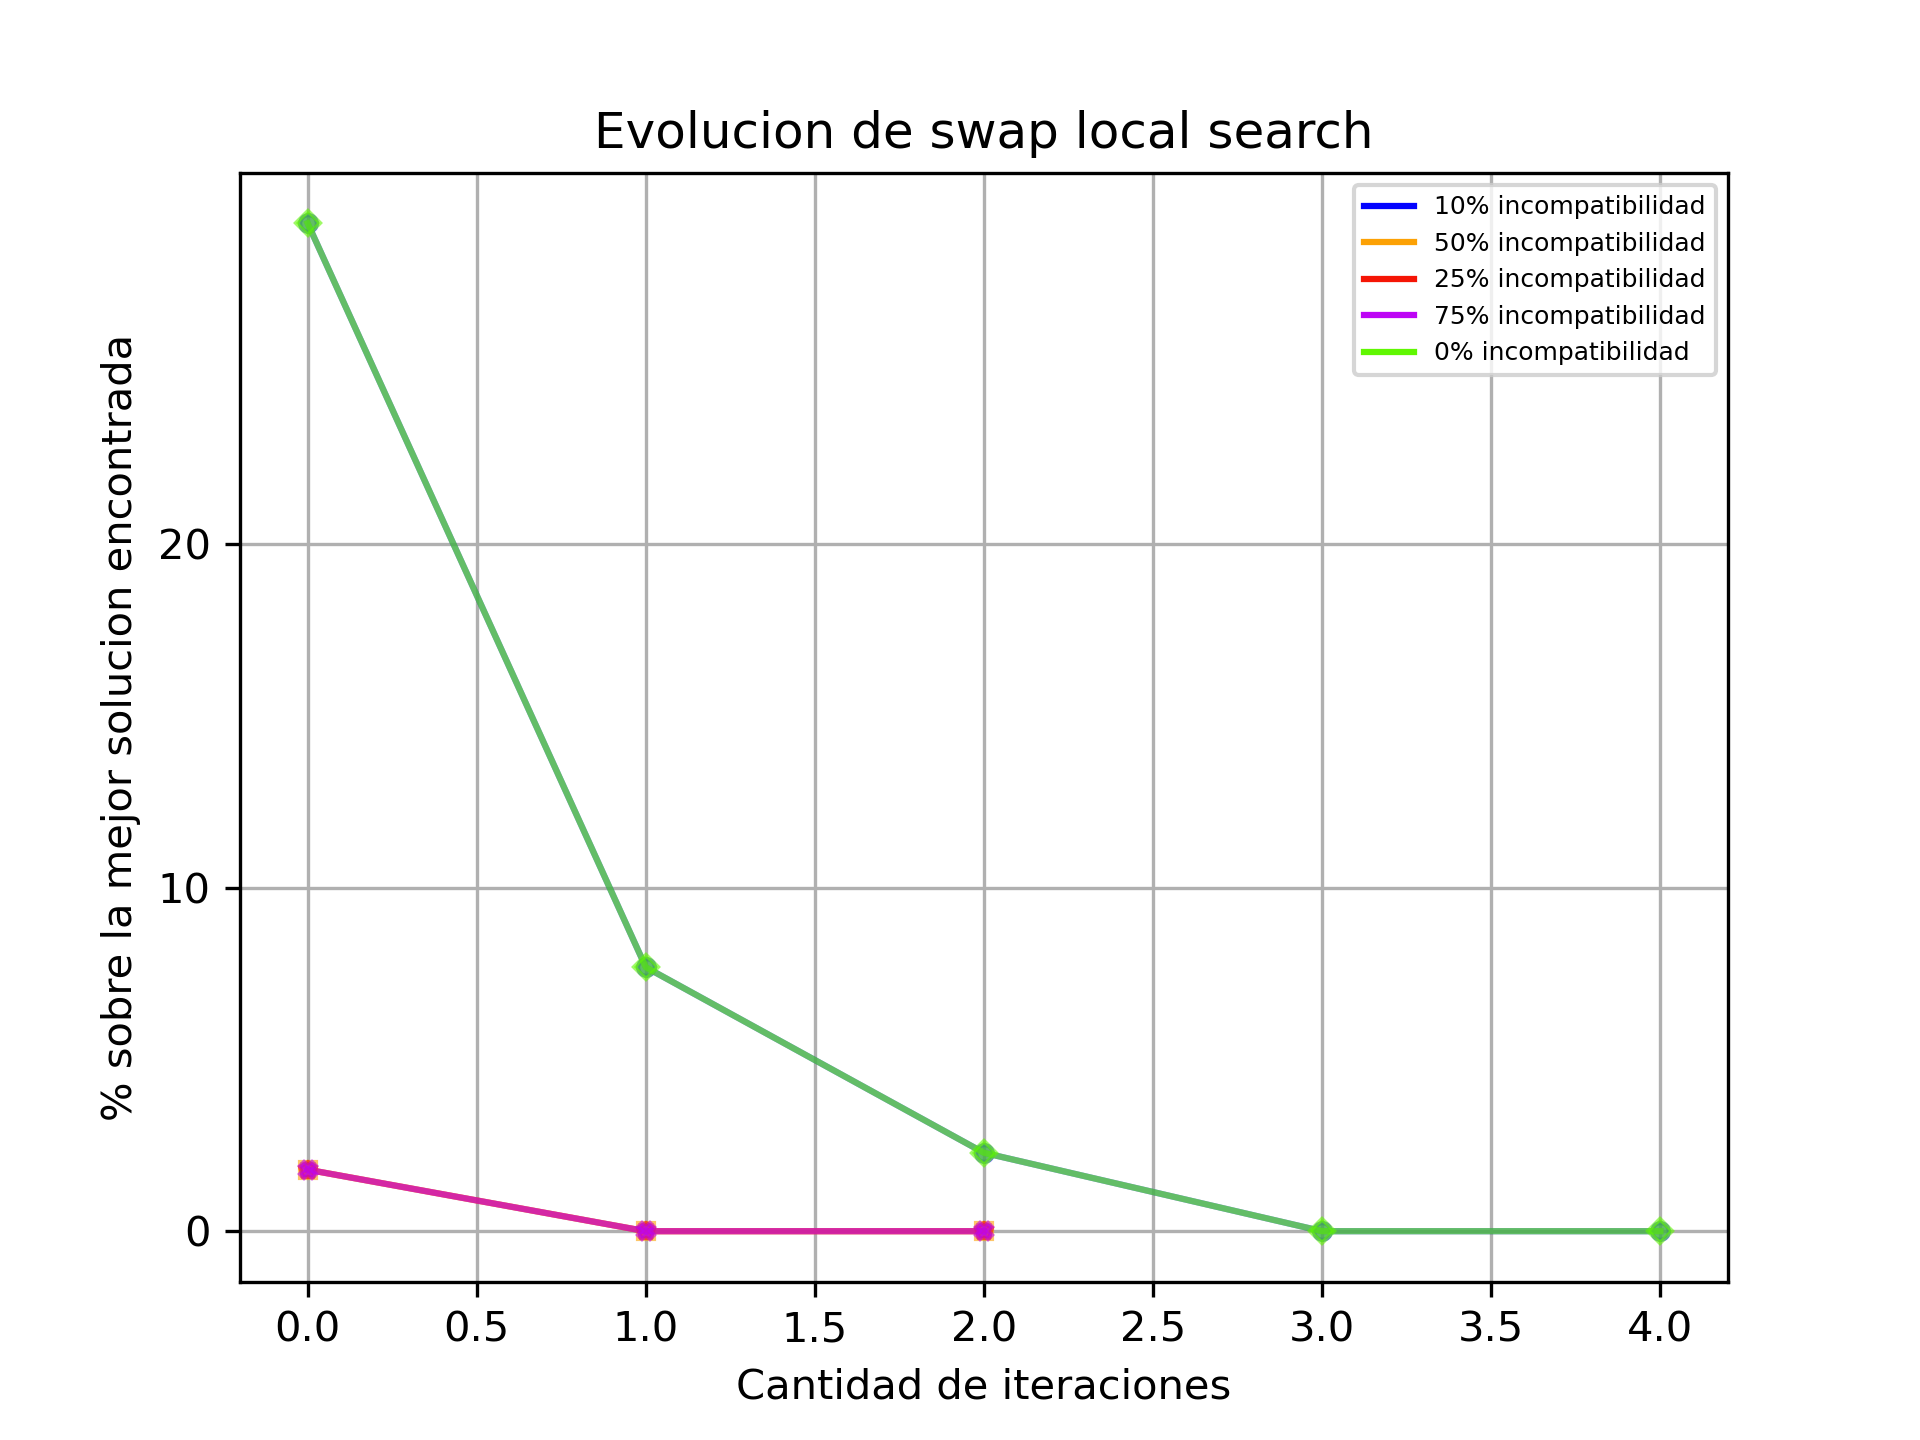 Evolucion de swap local search
10% incompatibilidad
50% incompatibilidad
25% incompatibilidad
75% incompatibilidad
0% incompatibilidad
% sobre la mejor solucion encontrada
20
10
0
0.0 0.5 1.0 1.5 2.0 2.5 3.0 3.5 4.0
Cantidad de iteraciones